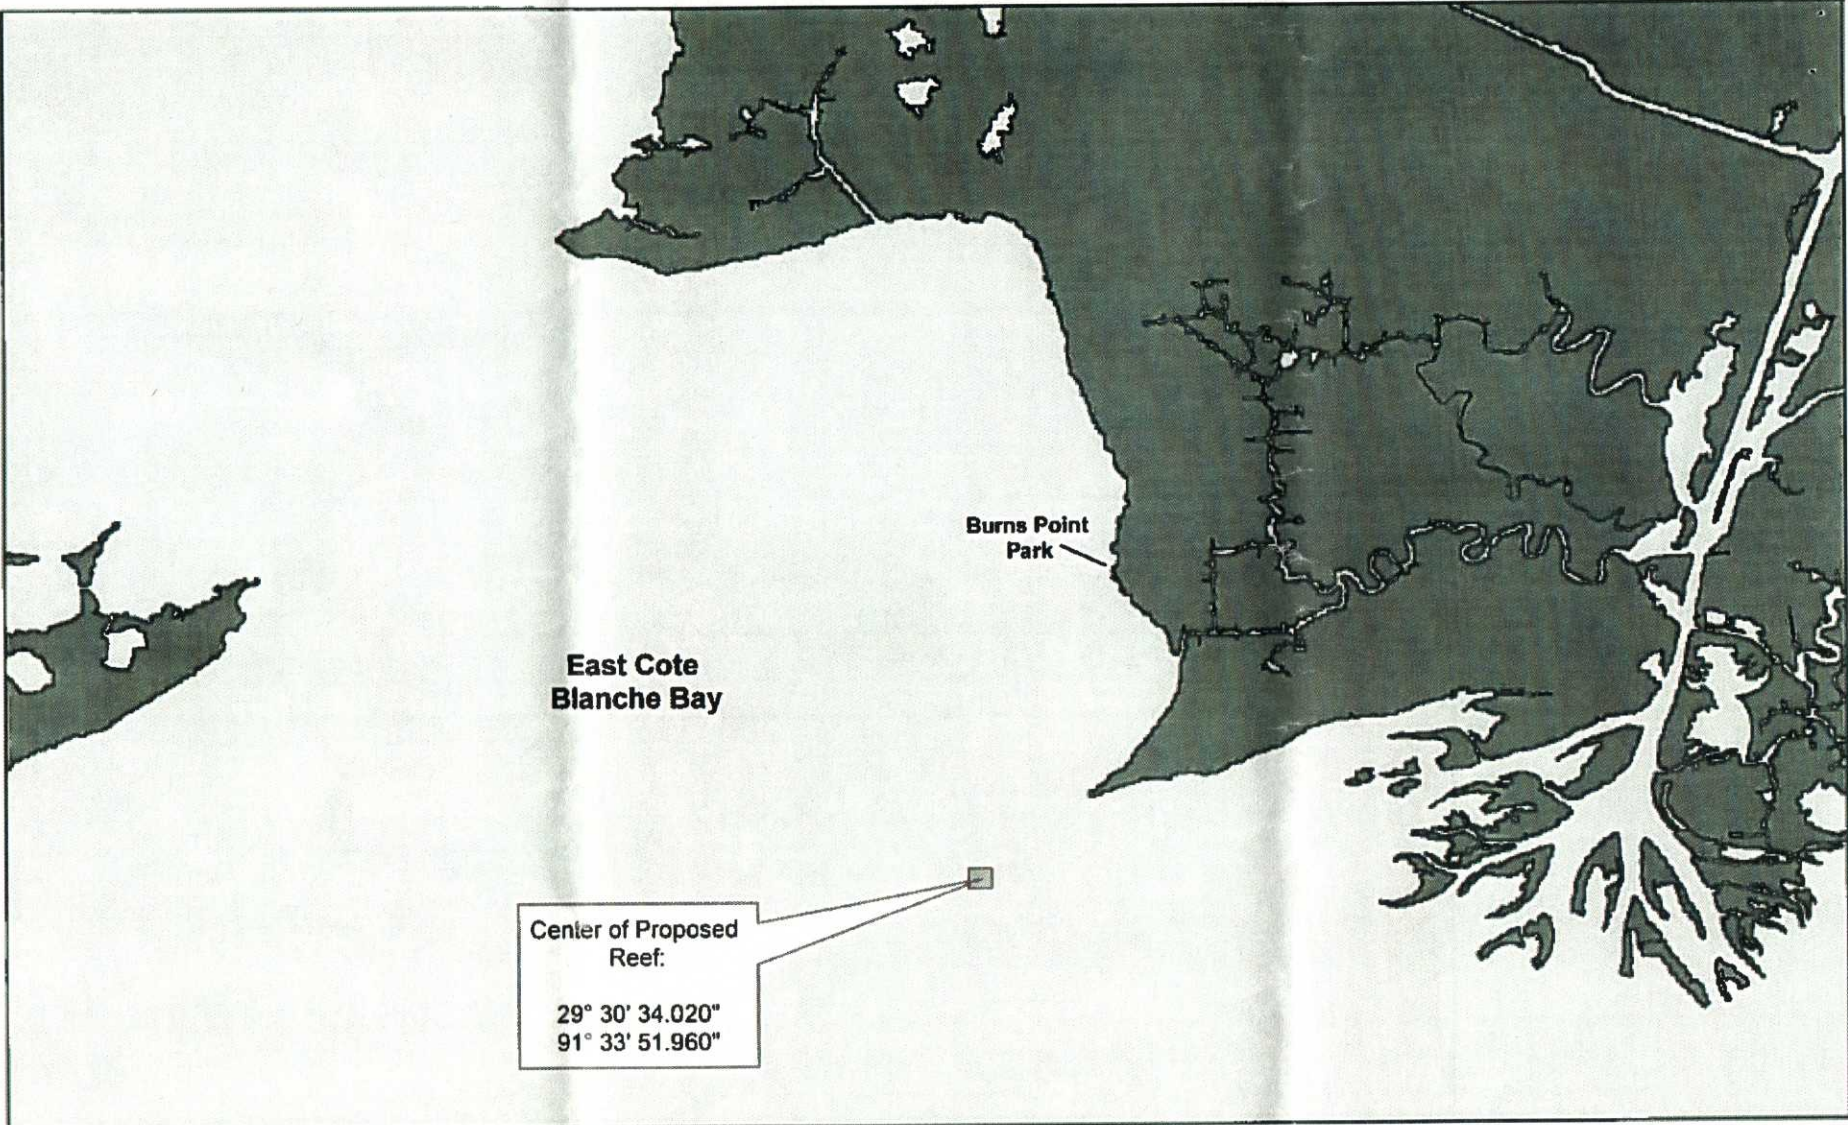 Burns Point
Park
East Cote
Blanche Bay
Center of Proposed
Reef:
29° 30' 34.020"
91° 33' 51.960"